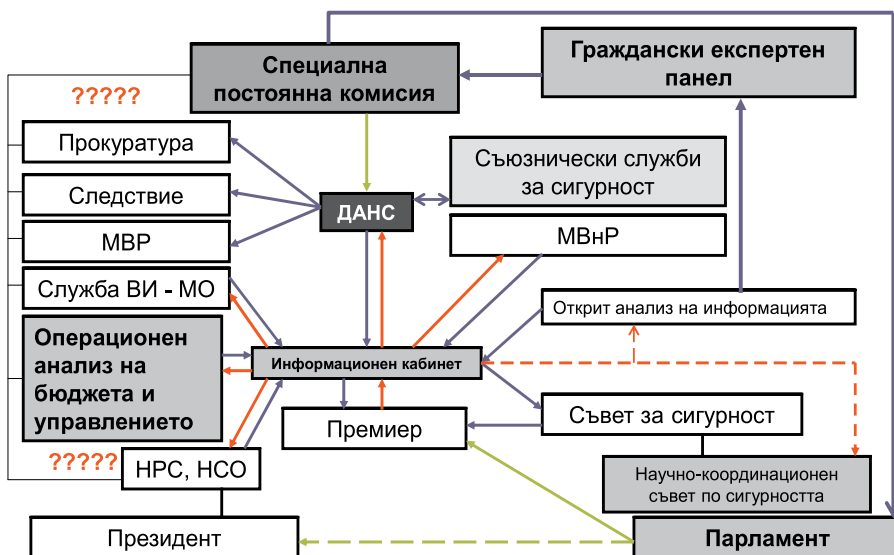 Специална
постоянна комисия
Граждански експертен
панел
?????
Прокуратура
Съюзнически служби
за сигурност
Следствие
ДАНС
МВР
МВнР
Служба ВИ - МО
Открит анализ на информацията
Операционен
анализ на
бюджета и
управлението
Информационен кабинет
Премиер
Съвет за сигурност
?????
НРС, НСО
Научно-координационен
съвет по сигурността
Президент
Парламент